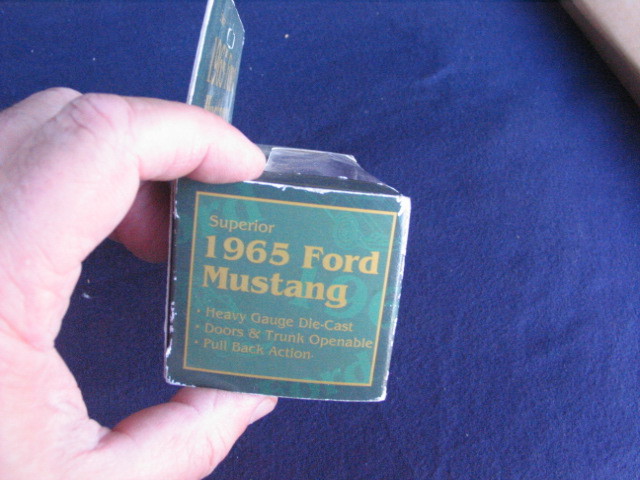 Superior
1965 Ford
Mustang
· Heavy Gauge Die-Cast
· Doors & Trunk Openable
· Pull Back Action